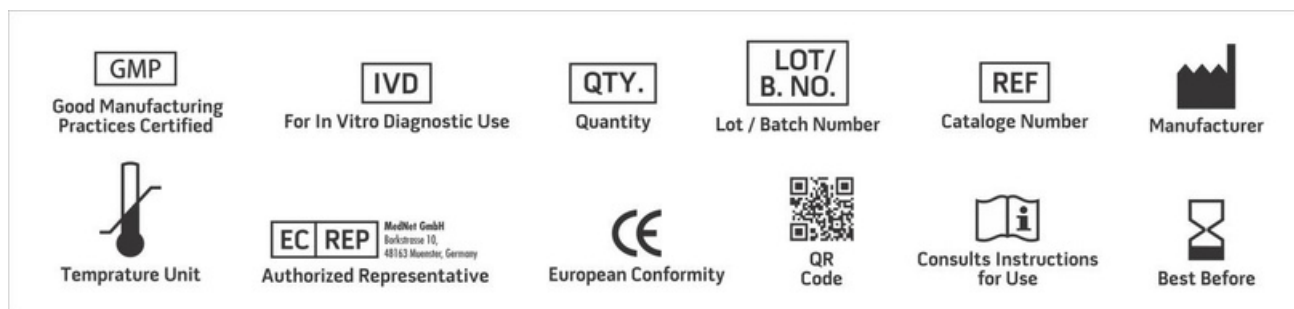 GMP
Good Manufacturing
Practices Certified
IVD
For In Vitro Diagnostic Use
QTY.
Quantity
LOT/
B. NO.
Lot / Batch Number
REF
Cataloge Number
Manufacturer
Temprature Unit
EC REP
MedNet GmbH
Borkstrasse 10,
48163 Muenster, Germany
Authorized Representative
CE
European Conformity
QR
Code
i
Consults Instructions
for Use
Best Before